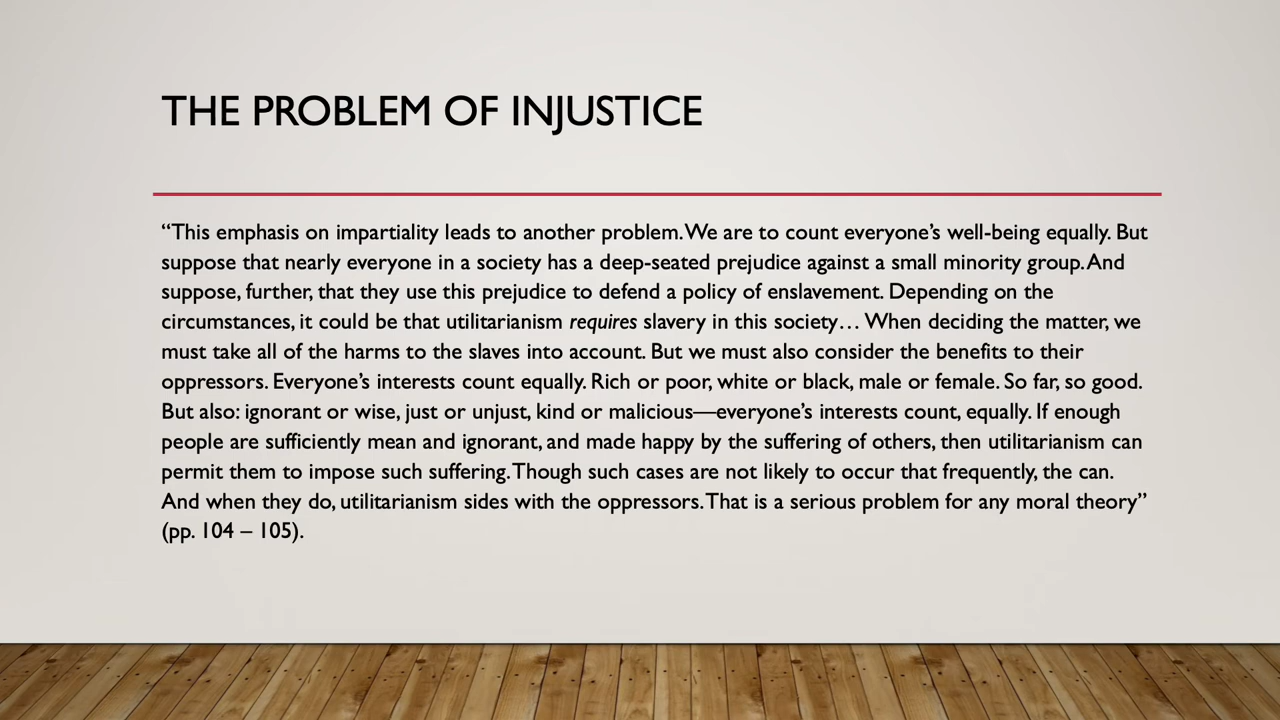 THE PROBLEM OF INJUSTICE
“This emphasis on impartiality leads to another problem. We are to count everyone’s well-being equally. But
suppose that nearly everyone in a society has a deep-seated prejudice against a small minority group. And
suppose, further, that they use this prejudice to defend a policy of enslavement. Depending on the
circumstances, it could be that utilitarianism requires slavery in this society… When deciding the matter, we
must take all of the harms to the slaves into account. But we must also consider the benefits to their
oppressors. Everyone’s interests count equally. Rich or poor, white or black, male or female. So far, so good.
But also: ignorant or wise, just or unjust, kind or malicious—everyone’s interests count, equally. If enough
people are sufficiently mean and ignorant, and made happy by the suffering of others, then utilitarianism can
permit them to impose such suffering. Though such cases are not likely to occur that frequently, the can.
And when they do, utilitarianism sides with the oppressors. That is a serious problem for any moral theory”
(pp. 104 – 105).